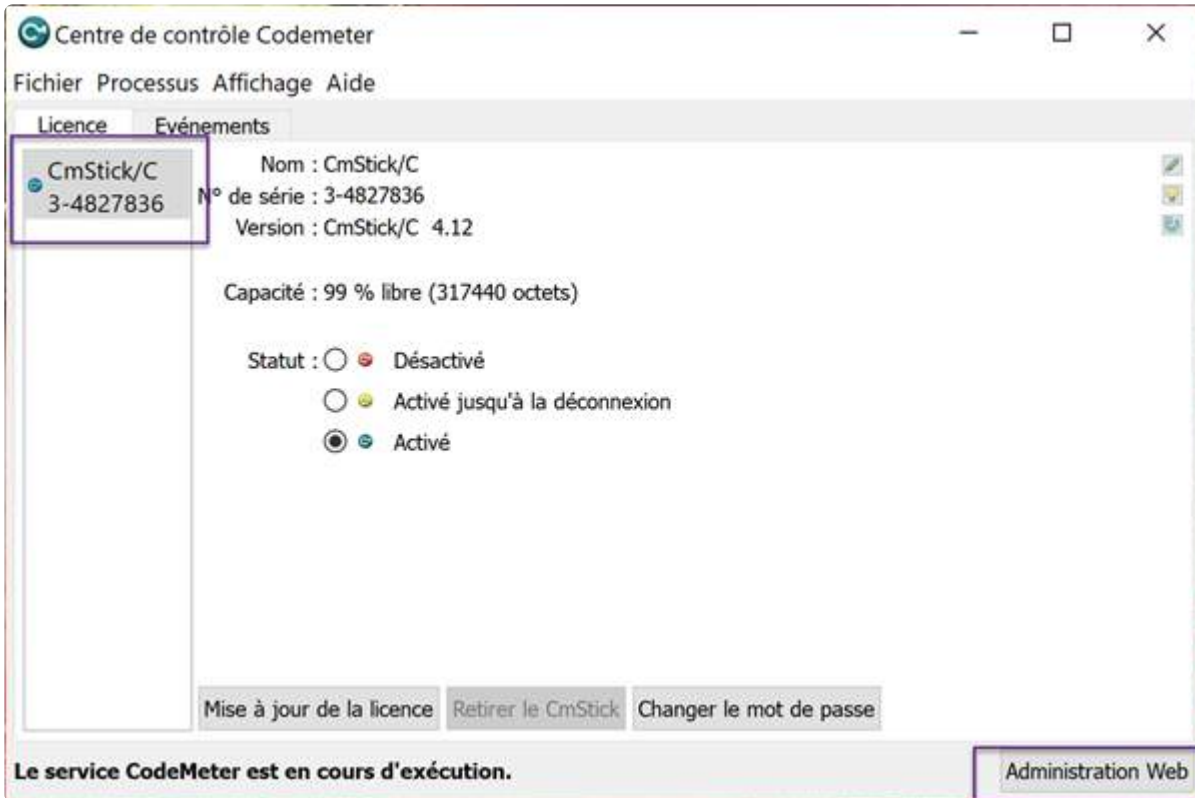 Centre de contrôle Codemeter
Fichier Processus Affichage Aide
Licence Evénements
CmStick/C
3-4827836
Nom : CmStick/C
N° de série : 3-4827836
Version : CmStick/C 4.12
Capacité : 99 % libre (317440 octets)
Statut : Désactivé
Activé jusqu'à la déconnexion
Activé
Mise à jour de la licence Retirer le CmStick Changer le mot de passe
Le service CodeMeter est en cours d'exécution. Administration Web